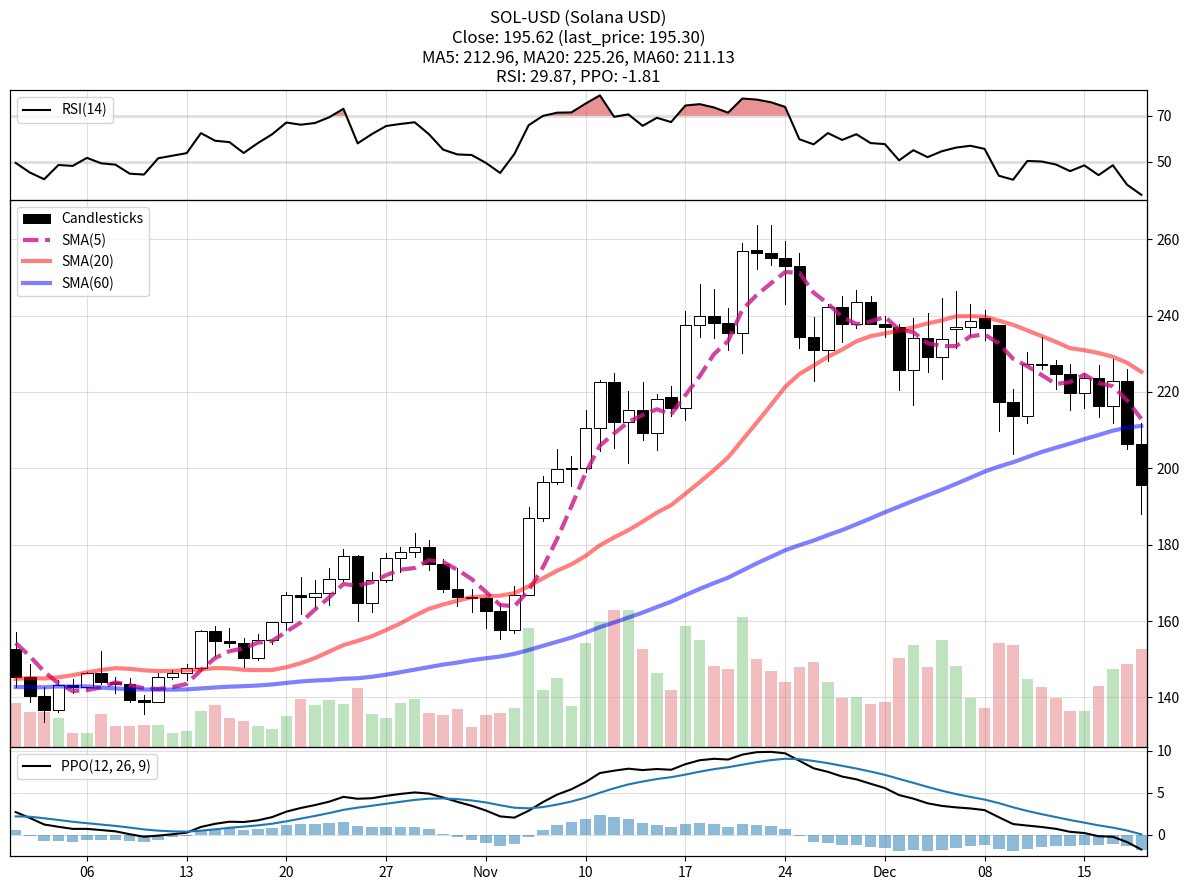 SOL-USD (Solana USD)
Close: 195.62 (last_price: 195.30)
MA5: 212.96, MA20: 225.26, MA60: 211.13
RSI: 29.87, PPO: -1.81
RSI(14)
70
50
Candlesticks
SMA(5)
SMA(20)
SMA(60)
260
240
220
200
180
160
140
PPO(12, 26, 9)
10
5
0
06 13 20 27 Nov 10 17 24 Dec 08 15